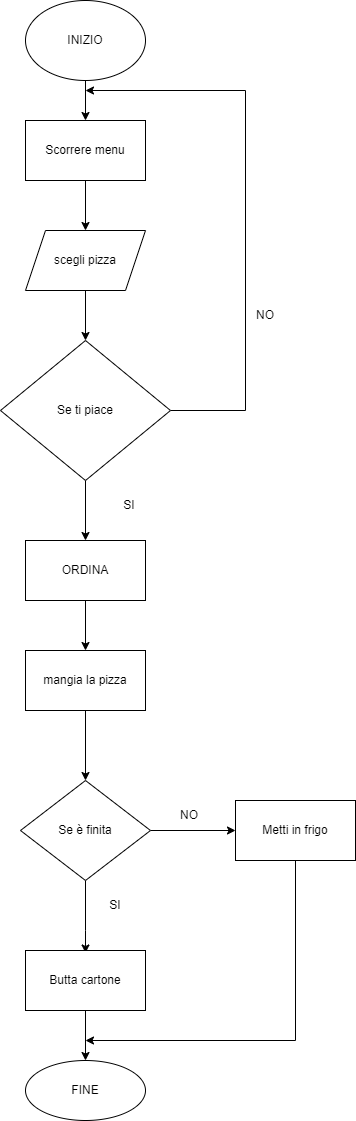 INIZIO
Scorrere menu
scegli pizza
NO
Se ti piace
SI
ORDINA
mangia la pizza
NO
Se è finita
Metti in frigo
SI
Butta cartone
FINE